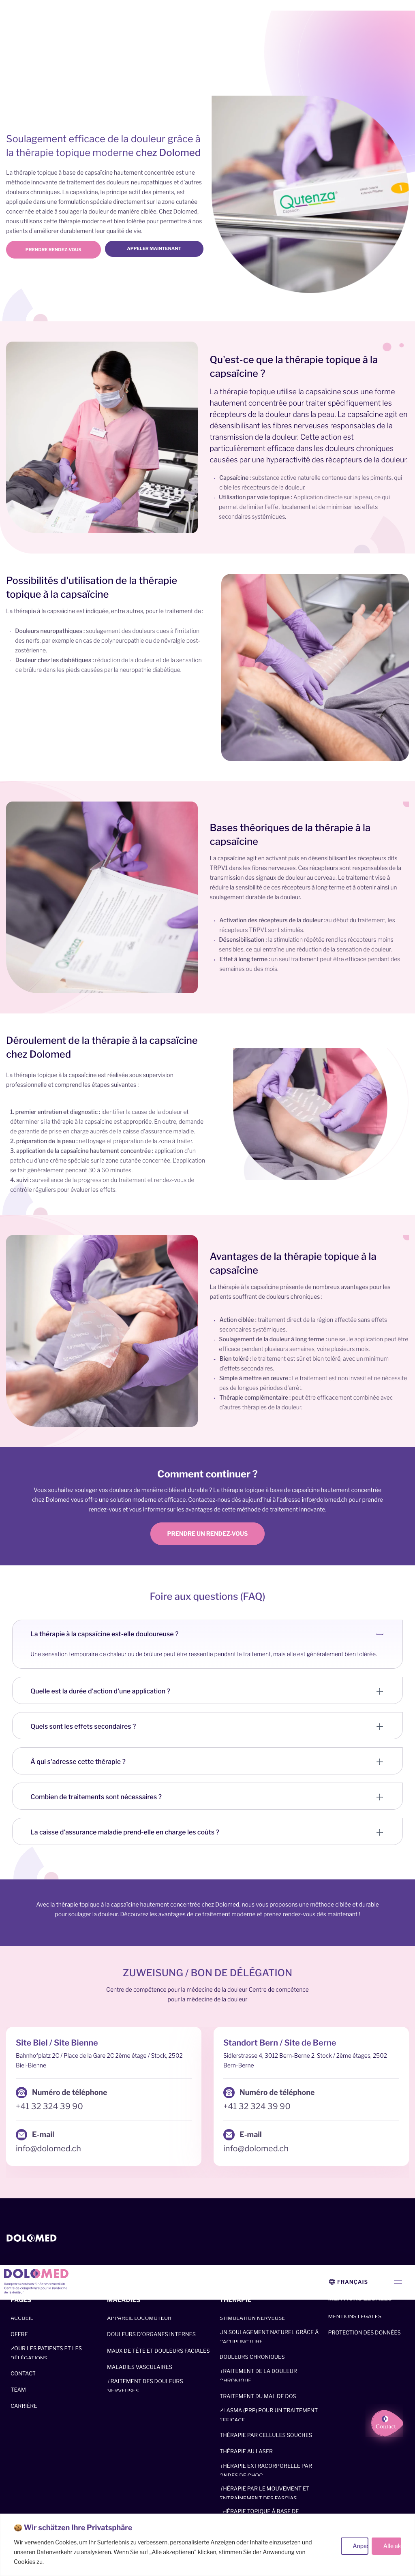 Soulagement efficace de la douleur grâce à
la thérapie topique moderne chez Dolomed
La thérapie topique à base de capsaïcine hautement concentrée est une
méthode innovante de traitement des douleurs neuropathiques et d'autres
douleurs chroniques. La capsaïcine, le principe actif des piments, est
appliquée dans une formulation spéciale directement sur la zone cutanée
concernée et aide à soulager la douleur de manière ciblée. Chez Dolomed,
nous utilisons cette thérapie moderne et bien tolérée pour permettre à nos
patients d'améliorer durablement leur qualité de vie.
PRENDRE RENDEZ-VOUS
APPELER MAINTENANT
Qutenza
1
Qu'est-ce que la thérapie topique à la
capsaïcine ?
La thérapie topique utilise la capsaïcine sous une forme
hautement concentrée pour traiter spécifiquement les
récepteurs de la douleur dans la peau. La capsaïcine agit en
désensibilisant les fibres nerveuses responsables de la
transmission de la douleur. Cette action est
particulièrement efficace dans les douleurs chroniques
causées par une hyperactivité des récepteurs de la douleur.
Capsaïcine : substance active naturelle contenue dans les piments, qui
cible les récepteurs de la douleur.
Utilisation par voie topique : Application directe sur la peau, ce qui
permet de limiter l'effet localement et de minimiser les effets
secondaires systémiques.
Possibilités d'utilisation de la thérapie
topique à la capsaïcine
La thérapie à la capsaïcine est indiquée, entre autres, pour le traitement de :
Douleurs neuropathiques : soulagement des douleurs dues à l'irritation
des nerfs, par exemple en cas de polyneuropathie ou de névralgie post-
zostérienne.
Douleur chez les diabétiques : réduction de la douleur et de la sensation
de brûlure dans les pieds causées par la neuropathie diabétique.
Bases théoriques de la thérapie à la
capsaïcine
La capsaïcine agit en activant puis en désensibilisant les récepteurs dits
TRPV1 dans les fibres nerveuses. Ces récepteurs sont responsables de la
transmission des signaux de douleur au cerveau. Le traitement vise à
réduire la sensibilité de ces récepteurs à long terme et à obtenir ainsi un
soulagement durable de la douleur.
Activation des récepteurs de la douleur :au début du traitement, les
récepteurs TRPV1 sont stimulés.
Désensibilisation : la stimulation répétée rend les récepteurs moins
sensibles, ce qui entraîne une réduction de la sensation de douleur.
Effet à long terme : un seul traitement peut être efficace pendant des
semaines ou des mois.
Déroulement de la thérapie à la capsaïcine
chez Dolomed
La thérapie topique à la capsaïcine est réalisée sous supervision
professionnelle et comprend les étapes suivantes :
1. premier entretien et diagnostic : identifier la cause de la douleur et
déterminer si la thérapie à la capsaïcine est appropriée. En outre, demande
de garantie de prise en charge auprès de la caisse d'assurance maladie.
2. préparation de la peau : nettoyage et préparation de la zone à traiter.
3. application de la capsaïcine hautement concentrée : application d'un
patch ou d'une crème spéciale sur la zone cutanée concernée. L'application
se fait généralement pendant 30 à 60 minutes.
4. suivi : surveillance de la progression du traitement et rendez-vous de
contrôle réguliers pour évaluer les effets.
Avantages de la thérapie topique à la
capsaïcine
La thérapie à la capsaïcine présente de nombreux avantages pour les
patients souffrant de douleurs chroniques :
Action ciblée : traitement direct de la région affectée sans effets
secondaires systémiques.
Soulagement de la douleur à long terme : une seule application peut être
efficace pendant plusieurs semaines, voire plusieurs mois.
Bien toléré : le traitement est sûr et bien toléré, avec un minimum
d'effets secondaires.
Simple à mettre en œuvre : Le traitement est non invasif et ne nécessite
pas de longues périodes d'arrêt.
Thérapie complémentaire : peut être efficacement combinée avec
d'autres thérapies de la douleur.
Comment continuer ?
Vous souhaitez soulager vos douleurs de manière ciblée et durable ? La thérapie topique à base de capsaïcine hautement concentrée
chez Dolomed vous offre une solution moderne et efficace. Contactez-nous dès aujourd'hui à l'adresse info@dolomed.ch pour prendre
rendez-vous et vous informer sur les avantages de cette méthode de traitement innovante.
PRENDRE UN RENDEZ-VOUS
Foire aux questions (FAQ)
La thérapie à la capsaïcine est-elle douloureuse ?
Une sensation temporaire de chaleur ou de brûlure peut être ressentie pendant le traitement, mais elle est généralement bien tolérée.
Quelle est la durée d'action d'une application ?
Quels sont les effets secondaires ?
À qui s'adresse cette thérapie ?
Combien de traitements sont nécessaires ?
La caisse d'assurance maladie prend-elle en charge les coûts ?
Avec la thérapie topique à la capsaïcine hautement concentrée chez Dolomed, nous vous proposons une méthode ciblée et durable
pour soulager la douleur. Découvrez les avantages de ce traitement moderne et prenez rendez-vous dès maintenant !
ZUWEISUNG / BON DE DÉLÉGATION
Centre de compétence pour la médecine de la douleur Centre de compétence
pour la médecine de la douleur
Site Biel / Site Bienne
Bahnhofplatz 2C / Place de la Gare 2C 2ème étage / Stock, 2502
Biel-Bienne
Numéro de téléphone
+41 32 324 39 90
E-mail
info@dolomed.ch
Standort Bern / Site de Berne
Sidlerstrasse 4, 3012 Bern-Berne 2. Stock / 2ème étages, 2502
Bern-Berne
Numéro de téléphone
+41 32 324 39 90
E-mail
info@dolomed.ch
DOLOMED
DOLOMED
Kompetenzzentrum für Schmerzmedizin
Centre de compétence pour la médecine
de la douleur
FRANÇAIS
PAGES
MALADIES
THÉRAPIE
MENTIONS LÉGALES
ACCUEIL
OFFRE
POUR LES PATIENTS ET LES
DÉLÉGATIONS
CONTACT
TEAM
CARRIÈRE
APPAREIL LOCOMOTEUR
DOULEURS D'ORGANES INTERNES
MAUX DE TÊTE ET DOULEURS FACIALES
MALADIES VASCULAIRES
TRAITEMENT DES DOULEURS
NERVEUSES
STIMULATION NERVEUSE
UN SOULAGEMENT NATUREL GRÂCE À
L'ACUPUNCTURE
DOULEURS CHRONIQUES
TRAITEMENT DE LA DOULEUR
CHRONIQUE
TRAITEMENT DU MAL DE DOS
PLASMA (PRP) POUR UN TRAITEMENT
EFFICACE
THÉRAPIE PAR CELLULES SOUCHES
THÉRAPIE AU LASER
THÉRAPIE EXTRACORPORELLE PAR
ONDES DE CHOC
THÉRAPIE PAR LE MOUVEMENT ET
ENTRAÎNEMENT DES FASCIAS
THÉRAPIE TOPIQUE À BASE DE
MENTIONS LÉGALES
PROTECTION DES DONNÉES
Contact
Wir schätzen Ihre Privatsphäre
Wir verwenden Cookies, um Ihr Surferlebnis zu verbessern, personalisierte Anzeigen oder Inhalte einzusetzen und
unseren Datenverkehr zu analysieren. Wenn Sie auf „Alle akzeptieren" klicken, stimmen Sie der Anwendung von
Cookies zu.
Anpas
Alle ak